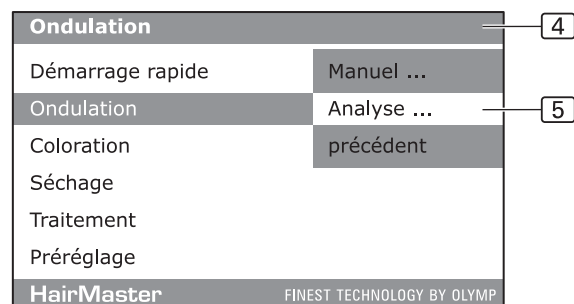 Ondulation 4
Démarrage rapide Manuel ...
Ondulation Analyse ... 5
Coloration précédent
Séchage
Traitement
Préréglage
HairMaster FINEST TECHNOLOGY BY OLYMP